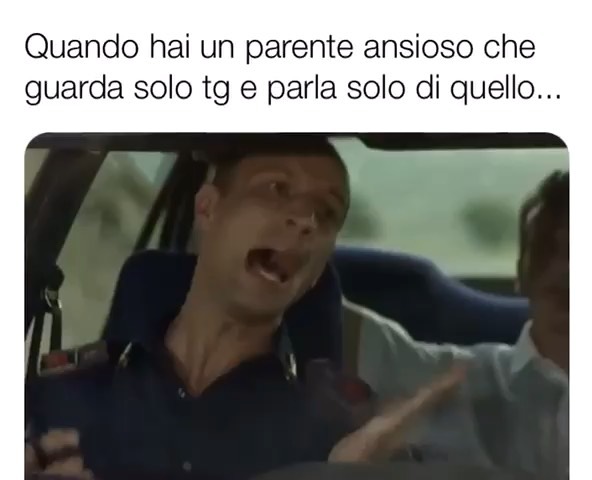 Quando hai un parente ansioso che
guarda solo tg e parla solo di quello...